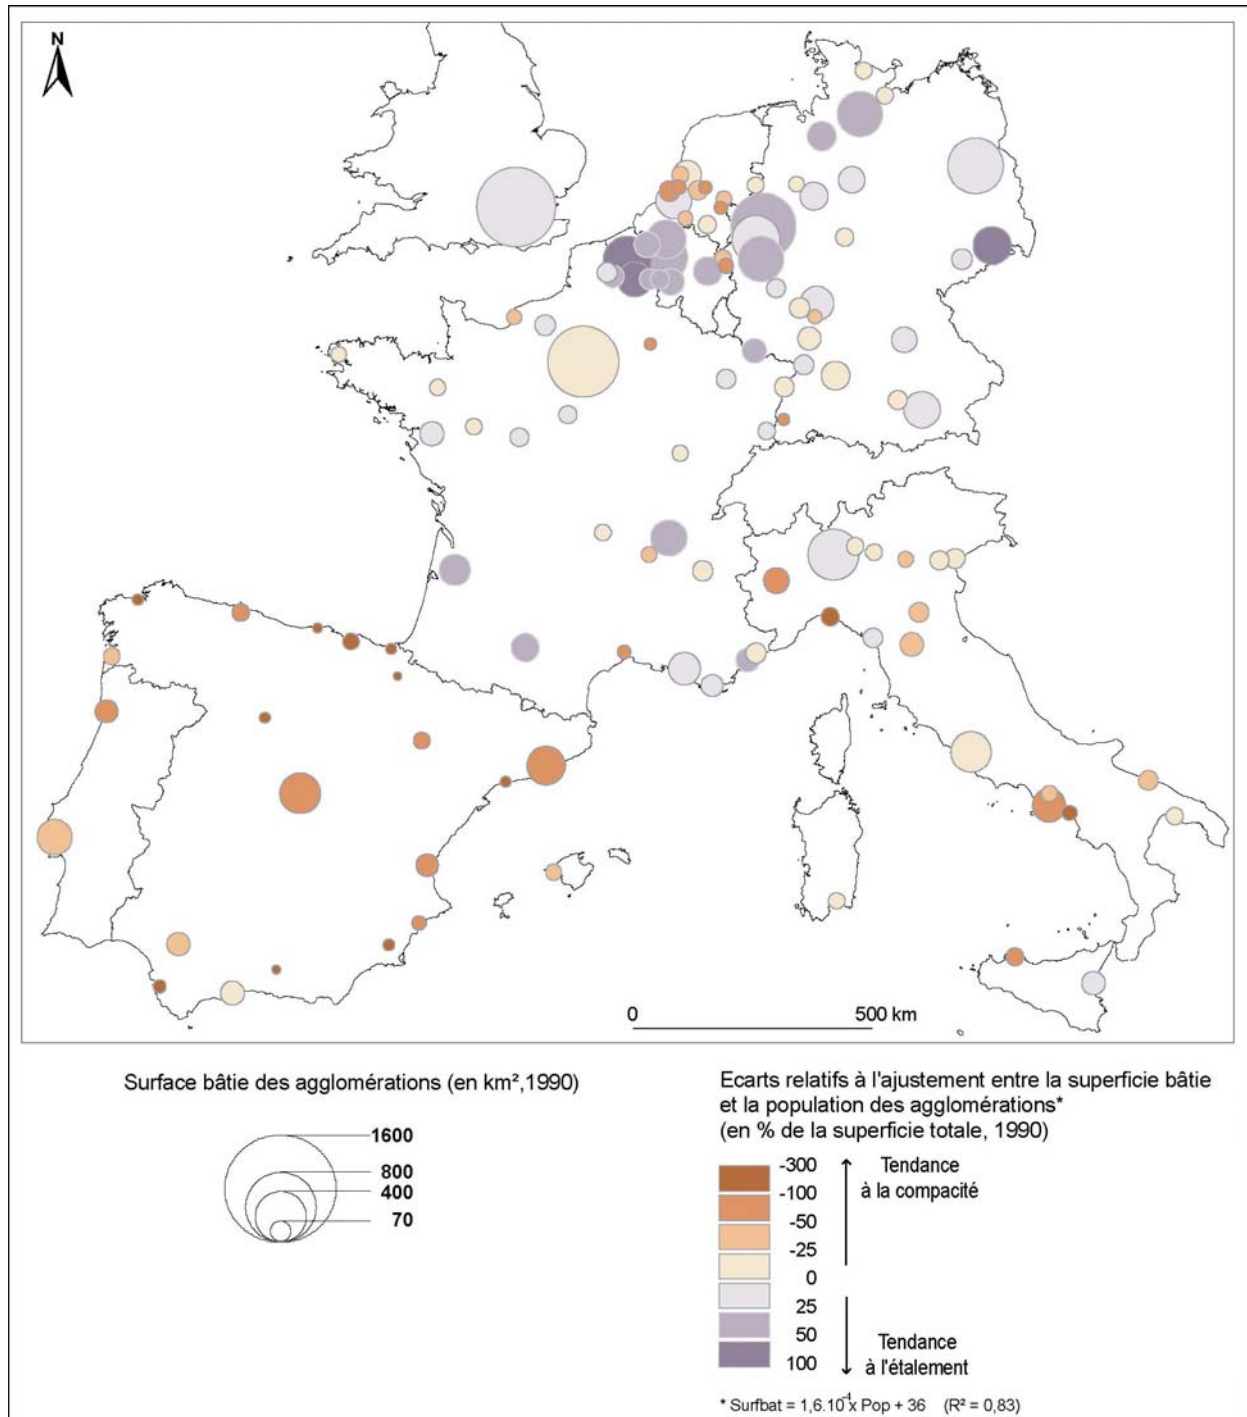 N
0 500 km
Surface bâtie des agglomérations (en km²,1990)
1600
800
400
70
Ecarts relatifs à l'ajustement entre la superficie bâtie
et la population des agglomérations*
(en % de la superficie totale, 1990)
-300
-100
-50
-25
0
25
50
100
Tendance
à la compacité
Tendance
à l'étalement
* Surfbat = 1,6.10⁻⁴ x Pop + 36 (R² = 0,83)